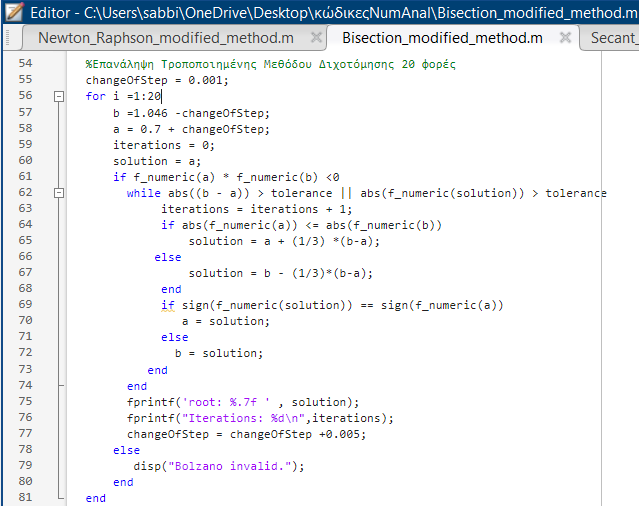 Editor - C:\Users\sabbi\OneDrive\Desktop\κώδικεςNumAnal\Bisection_modified_method.m
Newton_Raphson_modified_method.m Bisection_modified_method.m Secant_
54 %Επανάληψη Τροποποιημένης Μεθόδου Διχοτόμησης 20 φορές
55 changeOfStep = 0.001;
56 for i =1:20
57 b =1.046 -changeOfStep;
58 a = 0.7 + changeOfStep;
59 iterations = 0;
60 solution = a;
61 if f_numeric(a) * f_numeric(b) <0
62 while abs((b - a)) > tolerance || abs(f_numeric(solution)) > tolerance
63 iterations = iterations + 1;
64 if abs(f_numeric(a)) <= abs(f_numeric(b))
65 solution = a + (1/3) *(b-a);
66 else
67 solution = b - (1/3)*(b-a);
68 end
69 if sign(f_numeric(solution)) == sign(f_numeric(a))
70 a = solution;
71 else
72 b = solution;
73 end
74 end
75 fprintf('root: %.7f ' , solution);
76 fprintf("Iterations: %d\n",iterations);
77 changeOfStep = changeOfStep +0.005;
78 else
79 disp("Bolzano invalid.");
80 end
81 end